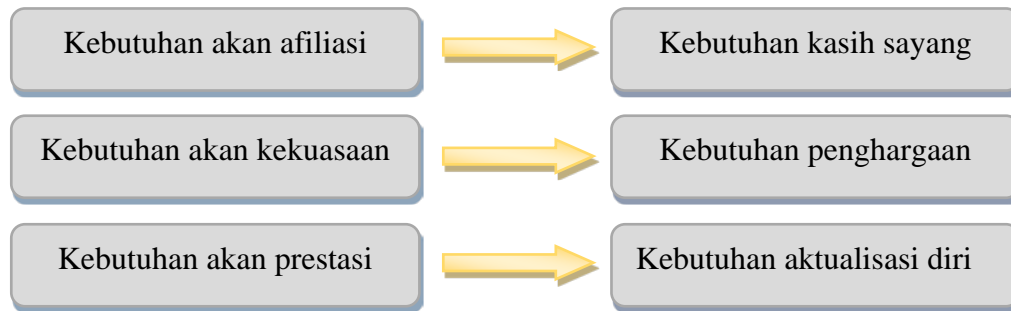 Kebutuhan akan afiliasi
Kebutuhan kasih sayang
Kebutuhan akan kekuasaan
Kebutuhan penghargaan
Kebutuhan akan prestasi
Kebutuhan aktualisasi diri